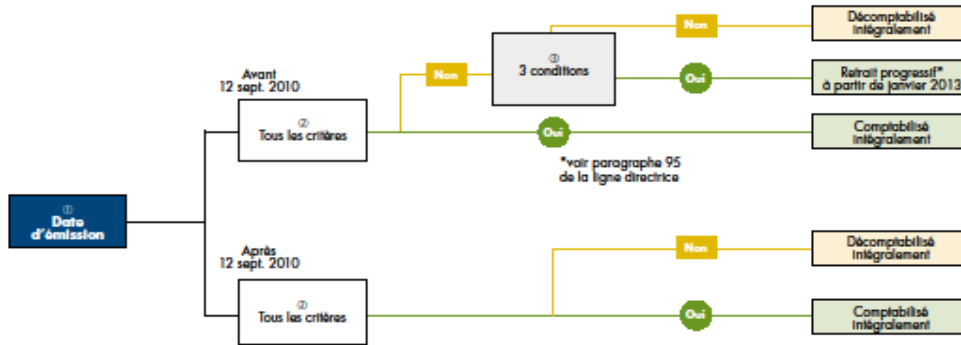 Non
Décomptabilisé
intégralement
Avant
12 sept. 2010
Non
3 conditions
Oui
Retrait progressif*
à partir de janvier 2013
②
Tous les critères
Oui
Comptabilisé
intégralement
*voir paragraphe 95
de la ligne directrice
①
Date
d'émission
Après
12 sept. 2010
Non
Décomptabilisé
intégralement
②
Tous les critères
Oui
Comptabilisé
intégralement